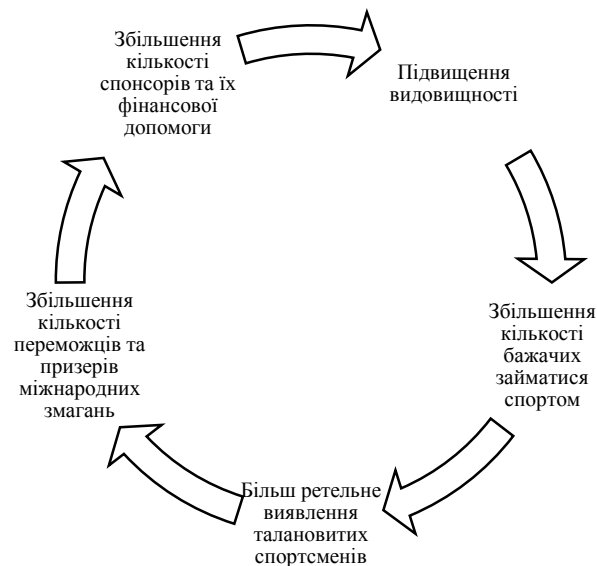 Збільшення
кількості
спонсорів та їх
фінансової
допомоги
Підвищення
видовищності
Збільшення
кількості
бажачих
займатися
спортом
Більш ретельне
виявлення
талановитих
спортсменів
Збільшення
кількості
переможців та
призерів
міжнародних
змагань